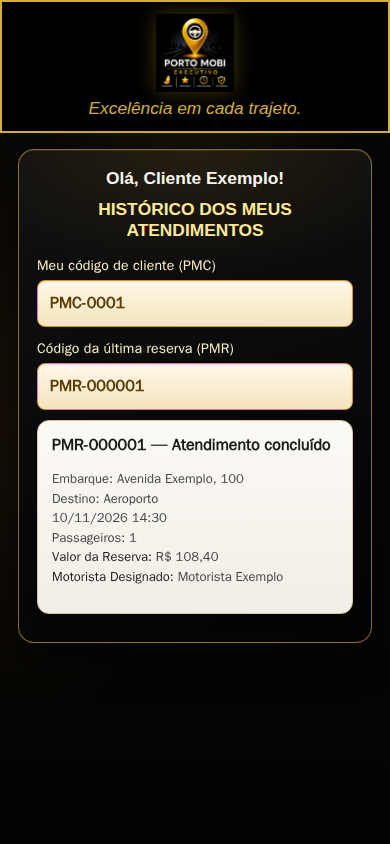 PORTO MOBI
EXECUTIVO
Excelência em cada trajeto.
Olá, Cliente Exemplo!
HISTÓRICO DOS MEUS
ATENDIMENTOS
Meu código de cliente (PMC)
PMC-0001
Código da última reserva (PMR)
PMR-000001
PMR-000001 — Atendimento concluído
Embarque: Avenida Exemplo, 100
Destino: Aeroporto
10/11/2026 14:30
Passageiros: 1
Valor da Reserva: R$ 108,40
Motorista Designado: Motorista Exemplo